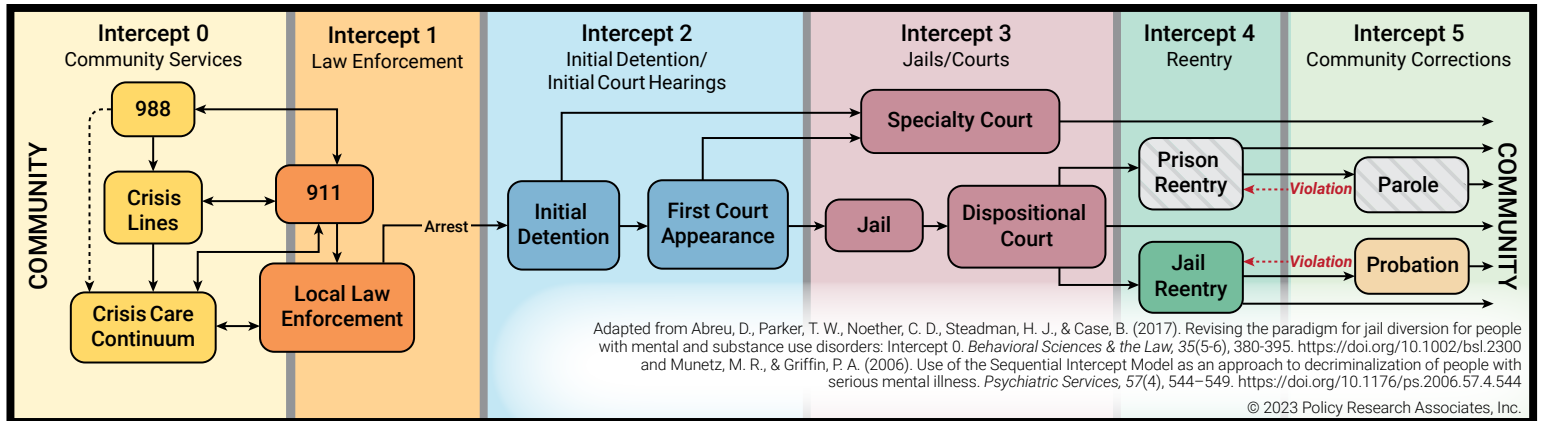 Intercept 0
Community Services
Intercept 1
Law Enforcement
Intercept 2
Initial Detention/
Initial Court Hearings
Intercept 3
Jails/Courts
Intercept 4
Reentry
Intercept 5
Community Corrections
COMMUNITY
988
Crisis
Lines
Crisis Care
Continuum
911
Local Law
Enforcement
Arrest
Initial
Detention
First Court
Appearance
Specialty Court
Jail
Dispositional
Court
Prison
Reentry
Violation
Parole
Jail
Reentry
Violation
Probation
COMMUNITY
Adapted from Abreu, D., Parker, T. W., Noether, C. D., Steadman, H. J., & Case, B. (2017). Revising the paradigm for jail diversion for people
with mental and substance use disorders: Intercept 0. Behavioral Sciences & the Law, 35(5-6), 380-395. https://doi.org/10.1002/bsl.2300
and Munetz, M. R., & Griffin, P. A. (2006). Use of the Sequential Intercept Model as an approach to decriminalization of people with
serious mental illness. Psychiatric Services, 57(4), 544–549. https://doi.org/10.1176/ps.2006.57.4.544
© 2023 Policy Research Associates, Inc.